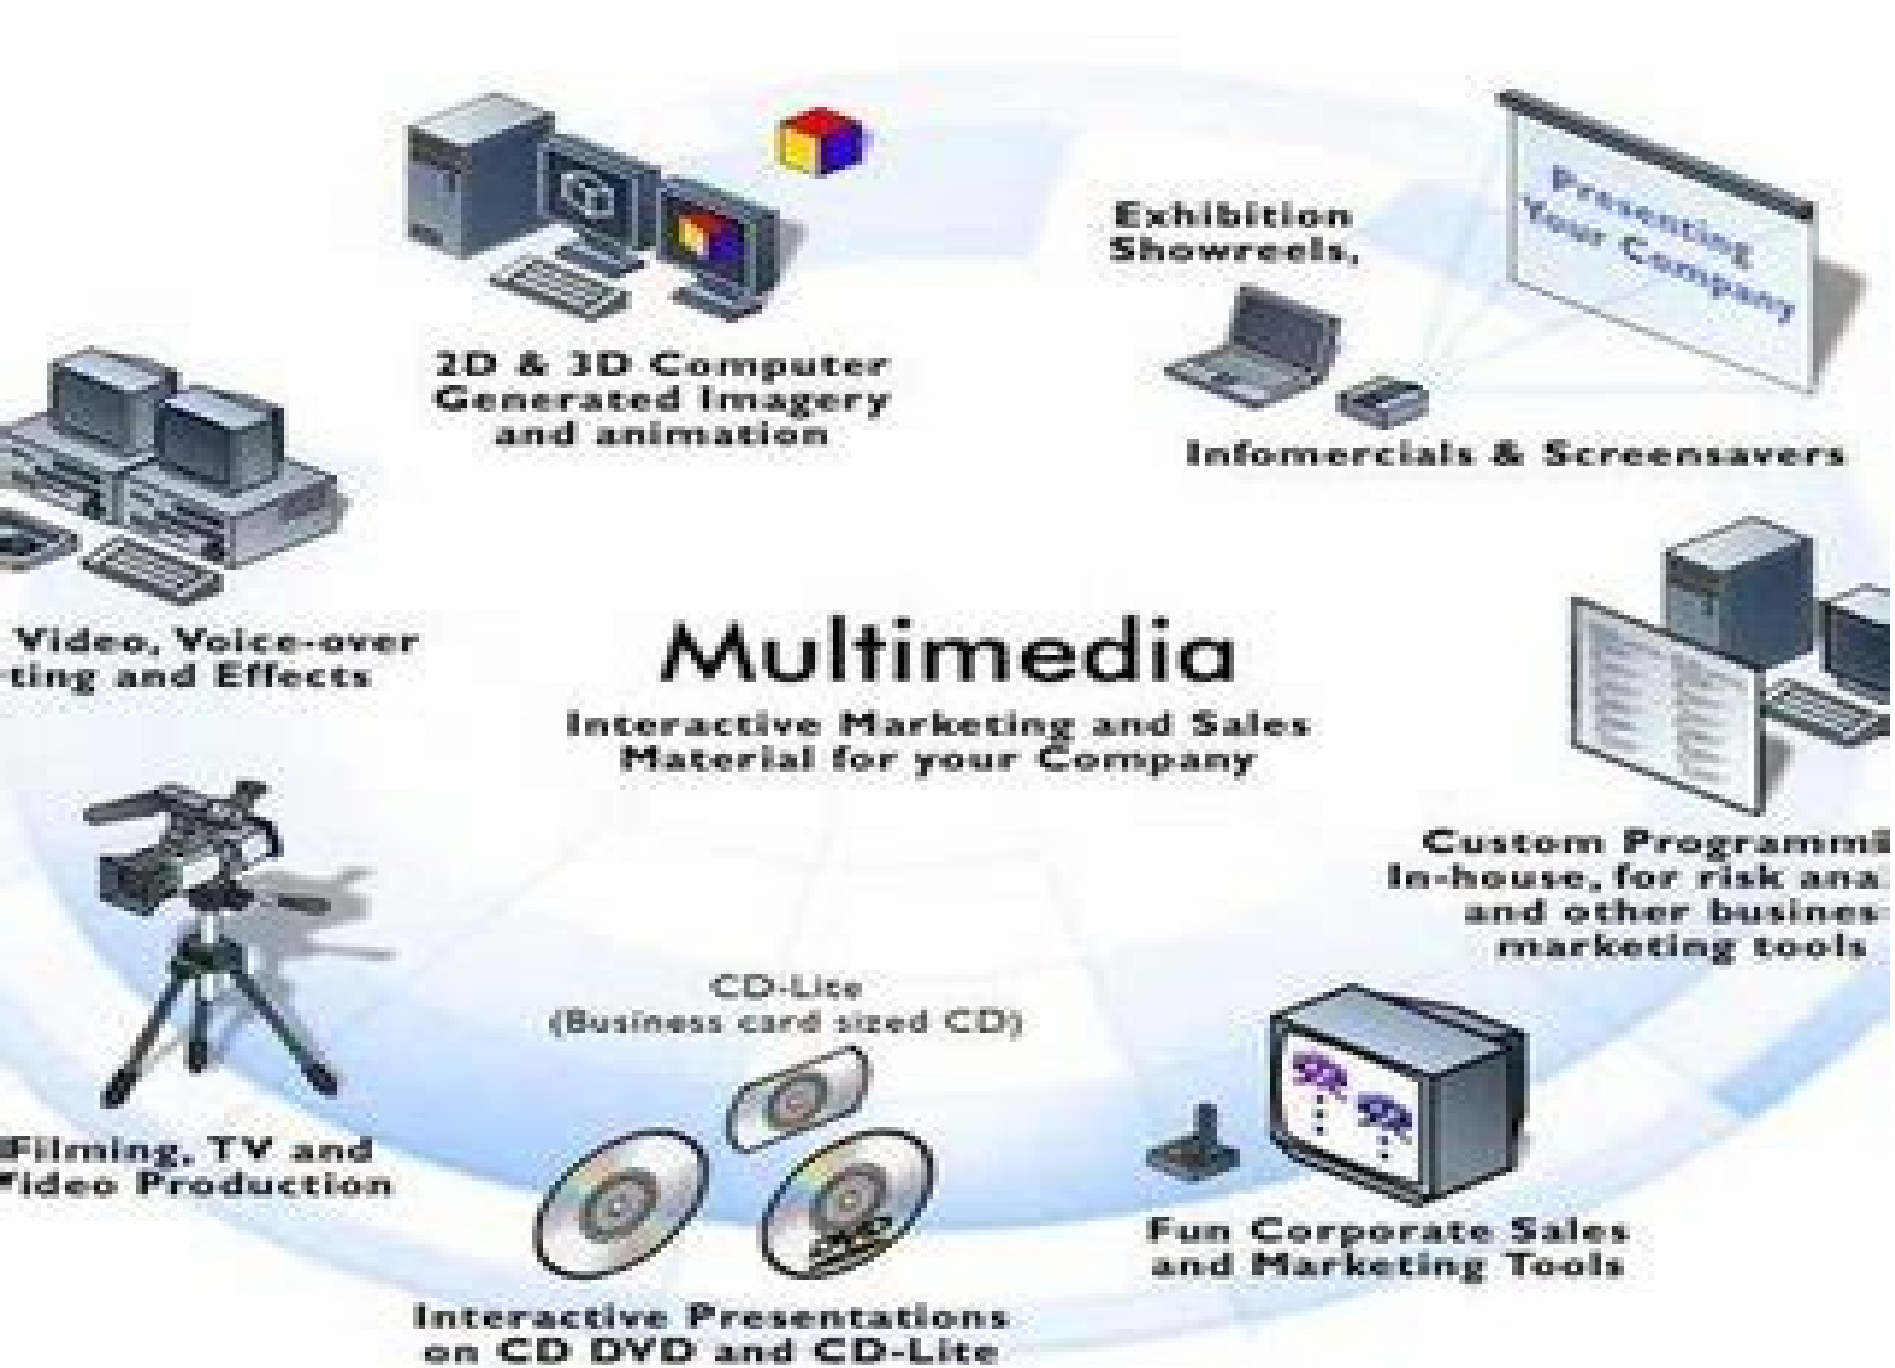 2D & 3D Computer
Generated Imagery
and animation
Exhibition
Showreels,
Presenting
Your Company
Infomercials & Screensavers
Video, Voice-over
ting and Effects
Multimedia
Interactive Marketing and Sales
Material for your Company
Custom Programm
In-house, for risk ana
and other busines
marketing tools
CD-Lite
(Business card sized CD)
Filming, TV and
Video Production
Fun Corporate Sales
and Marketing Tools
Interactive Presentations
on CD DVD and CD-Lite